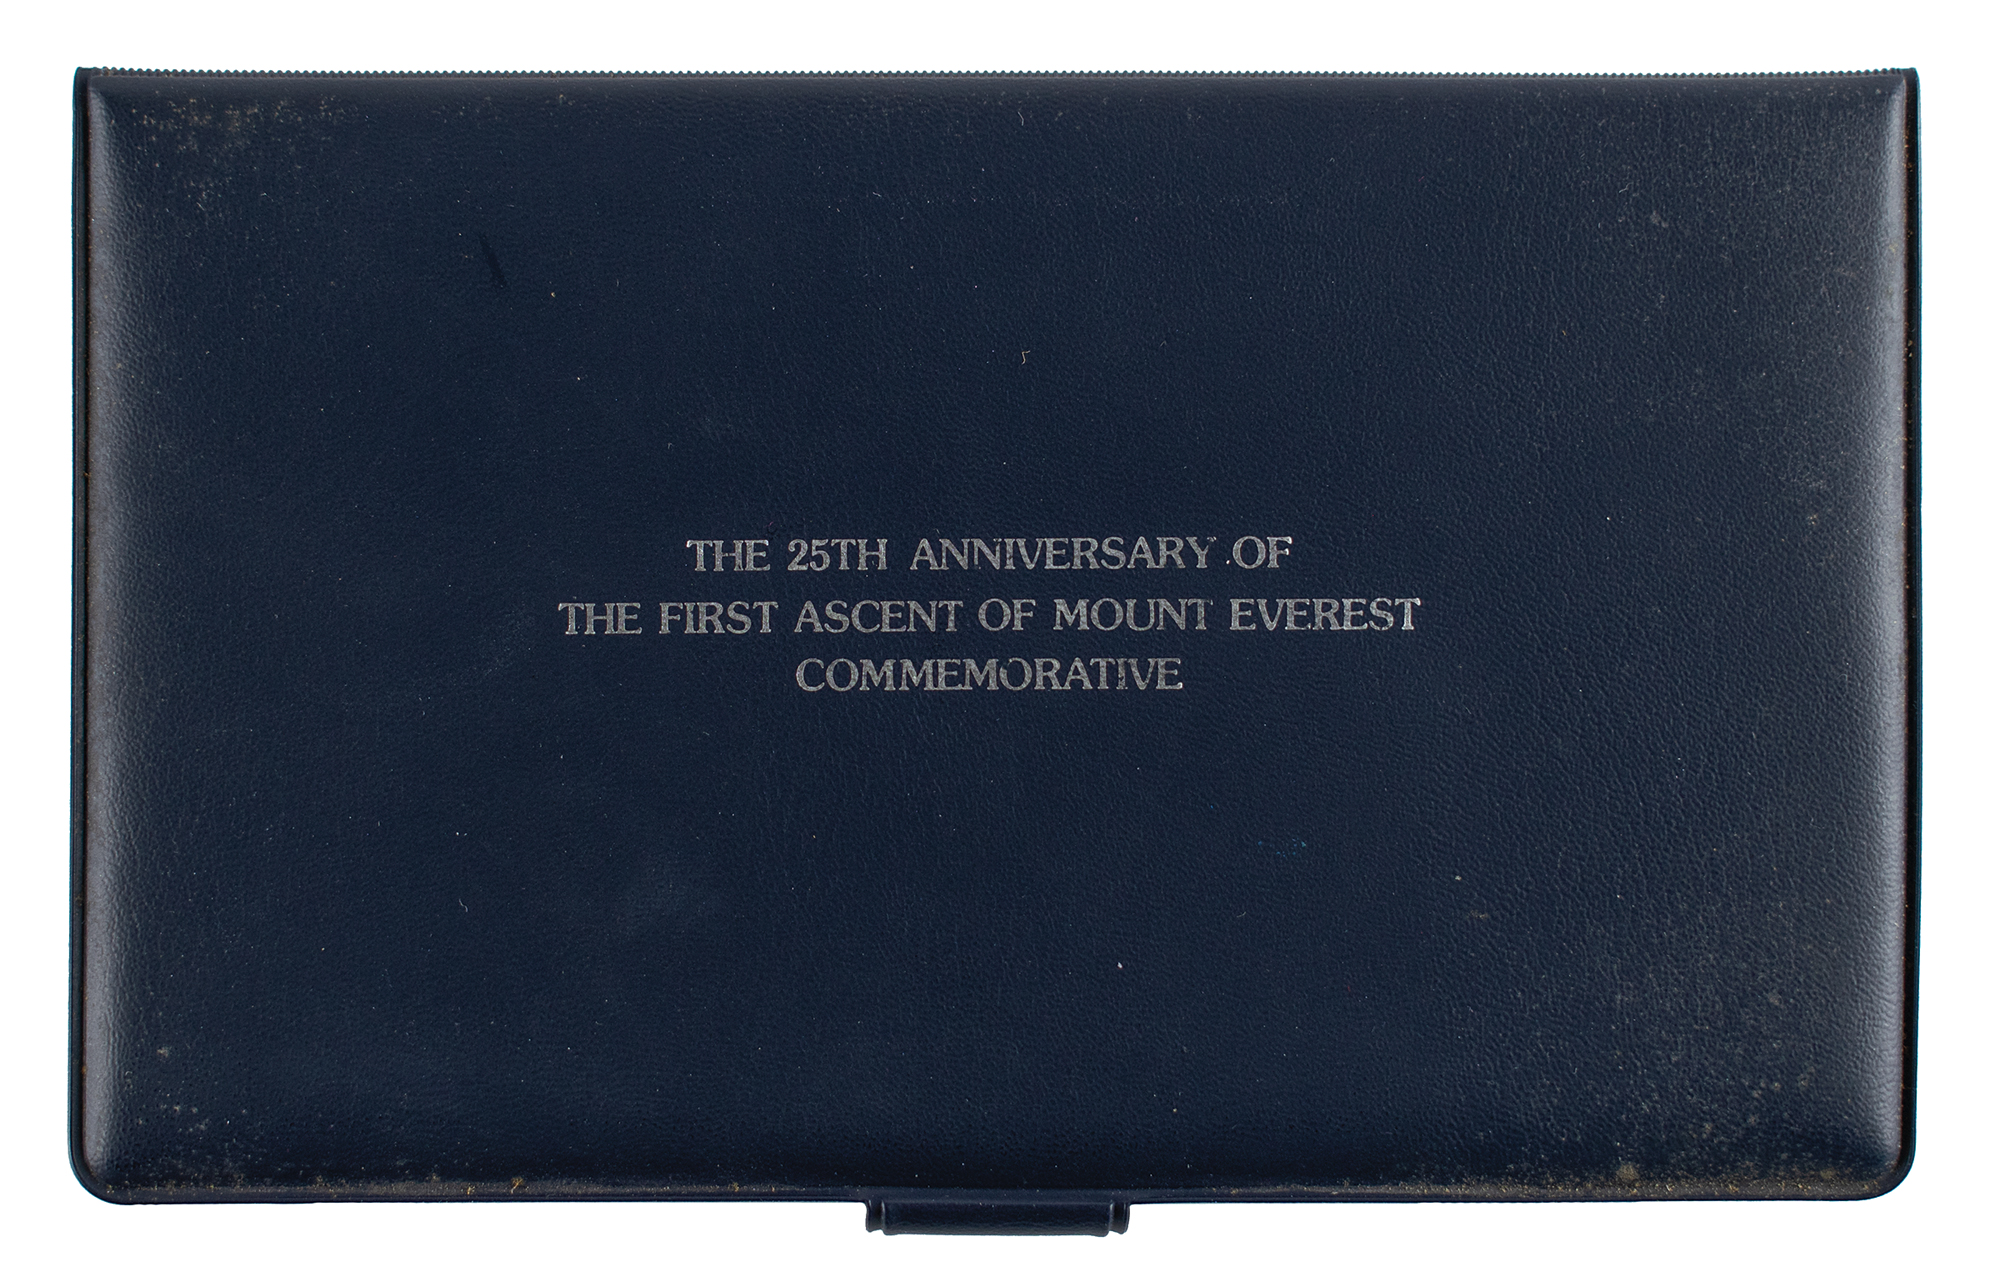 THE 25TH ANNIVERSARY OF
THE FIRST ASCENT OF MOUNT EVEREST
COMMEMORATIVE